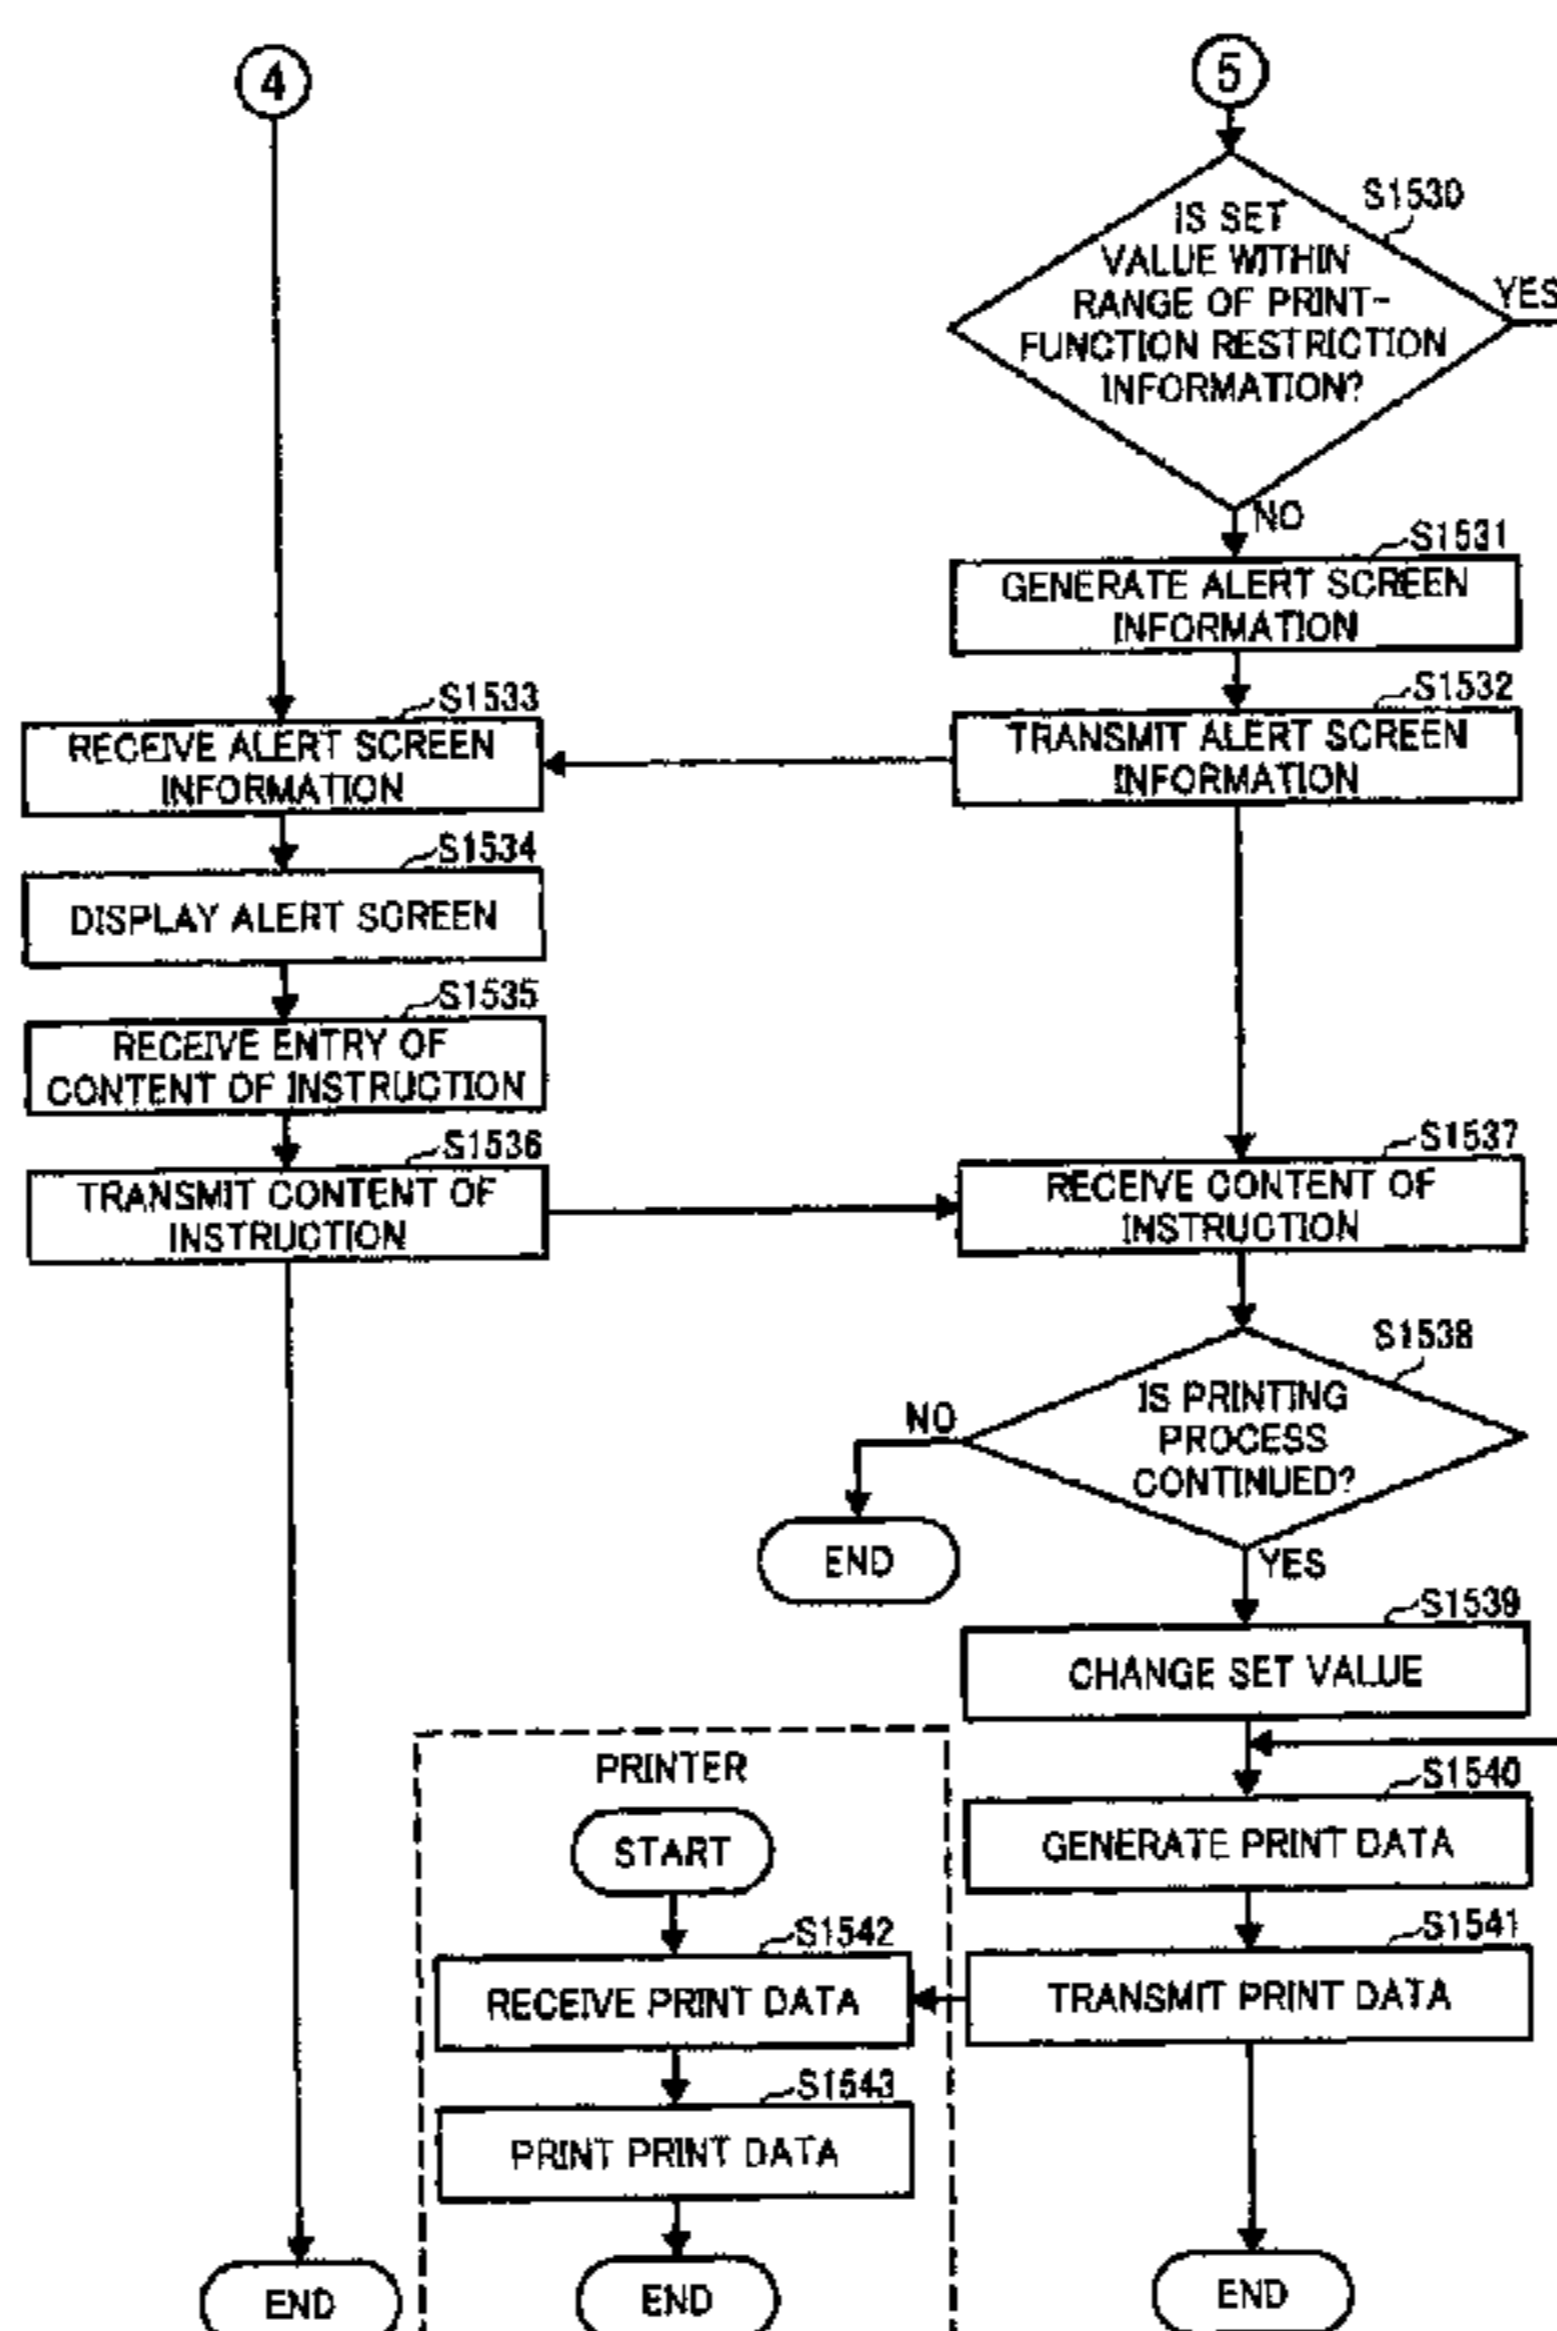 4
5
S1530
IS SET
VALUE WITHIN
RANGE OF PRINT-
FUNCTION RESTRICTION
INFORMATION?
YES
NO
S1531
GENERATE ALERT SCREEN
INFORMATION
S1533
RECEIVE ALERT SCREEN
INFORMATION
S1532
TRANSMIT ALERT SCREEN
INFORMATION
S1534
DISPLAY ALERT SCREEN
S1535
RECEIVE ENTRY OF
CONTENT OF INSTRUCTION
S1536
TRANSMIT CONTENT OF
INSTRUCTION
S1537
RECEIVE CONTENT OF
INSTRUCTION
S1538
IS PRINTING
PROCESS
CONTINUED?
NO
END
YES
S1539
CHANGE SET VALUE
PRINTER
START
S1540
GENERATE PRINT DATA
S1542
RECEIVE PRINT DATA
S1541
TRANSMIT PRINT DATA
S1543
PRINT PRINT DATA
END
END
END